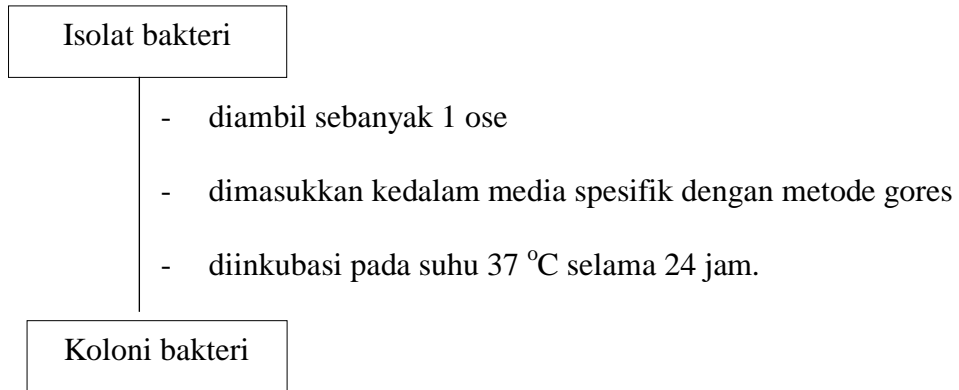 Isolat bakteri
- diambil sebanyak 1 ose
- dimasukkan kedalam media spesifik dengan metode gores
- diinkubasi pada suhu 37 °C selama 24 jam.
Koloni bakteri